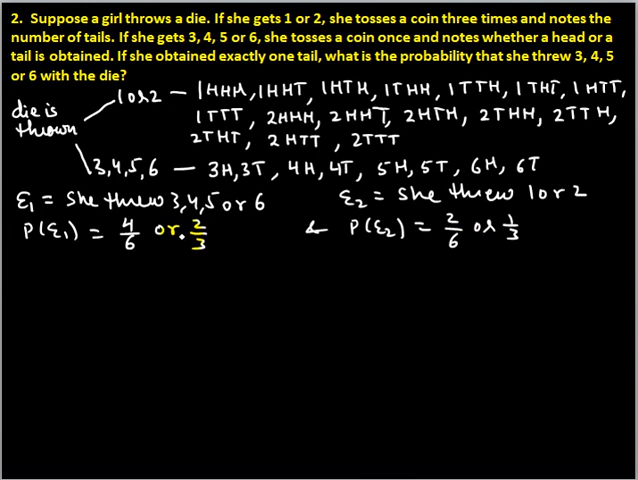 2. Suppose a girl throws a die. If she gets 1 or 2, she tosses a coin three times and notes the
number of tails. If she gets 3, 4, 5 or 6, she tosses a coin once and notes whether a head or a
tail is obtained. If she obtained exactly one tail, what is the probability that she threw 3, 4, 5
or 6 with the die?
1 or 2 — 1HHH, 1HHT, 1HTH, 1THH, 1TTH, 1THT, 1HTT,
die is
thrown
1TTT, 2HHH, 2HHT, 2HTH, 2THH, 2TTH,
2THT, 2HTT, 2TTT
3,4,5,6 — 3H,3T, 4H, 4T, 5H, 5T, 6H, 6T
E₁ = She threw 3,4,5 or 6
E₂ = She threw 1 or 2
P(E₁) = 4/6 or. 2/3 & P(E₂) = 2/6 or 1/3